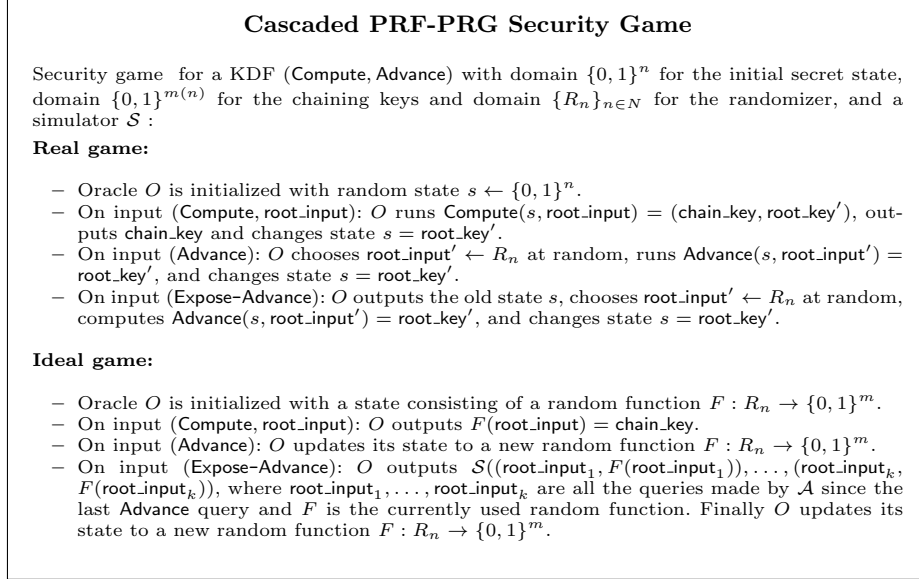 Cascaded PRF-PRG Security Game
Security game for a KDF (Compute, Advance) with domain {0, 1}^n for the initial secret state,
domain {0, 1}^{m(n)} for the chaining keys and domain {R_n}_{n∈N} for the randomizer, and a
simulator 𝒮 :
Real game:
– Oracle O is initialized with random state s ← {0, 1}^n.
– On input (Compute, root_input): O runs Compute(s, root_input) = (chain_key, root_key′), out-
puts chain_key and changes state s = root_key′.
– On input (Advance): O chooses root_input′ ← R_n at random, runs Advance(s, root_input′) =
root_key′, and changes state s = root_key′.
– On input (Expose-Advance): O outputs the old state s, chooses root_input′ ← R_n at random,
computes Advance(s, root_input′) = root_key′, and changes state s = root_key′.
Ideal game:
– Oracle O is initialized with a state consisting of a random function F : R_n → {0, 1}^m.
– On input (Compute, root_input): O outputs F(root_input) = chain_key.
– On input (Advance): O updates its state to a new random function F : R_n → {0, 1}^m.
– On input (Expose-Advance): O outputs 𝒮((root_input_1, F(root_input_1)), . . . , (root_input_k,
F(root_input_k)), where root_input_1, . . . , root_input_k are all the queries made by 𝒜 since the
last Advance query and F is the currently used random function. Finally O updates its
state to a new random function F : R_n → {0, 1}^m.